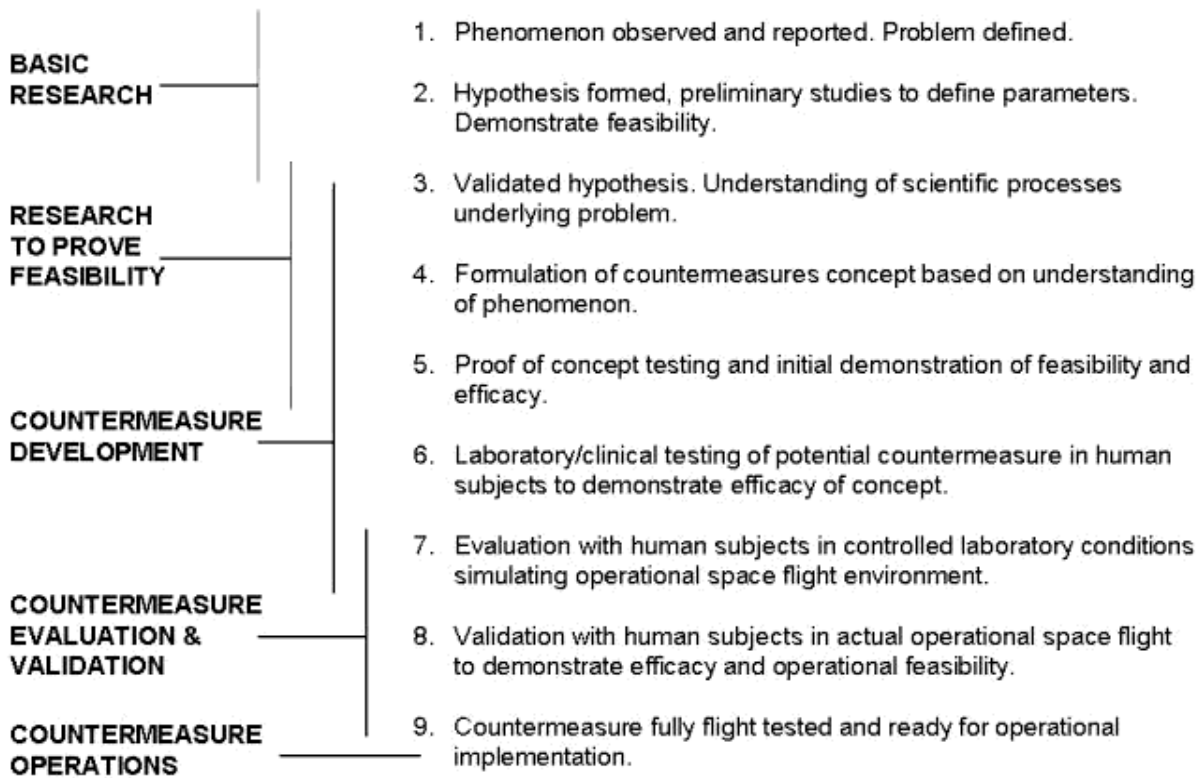 BASIC
RESEARCH
RESEARCH
TO PROVE
FEASIBILITY
COUNTERMEASURE
DEVELOPMENT
COUNTERMEASURE
EVALUATION &
VALIDATION
COUNTERMEASURE
OPERATIONS
1. Phenomenon observed and reported. Problem defined.
2. Hypothesis formed, preliminary studies to define parameters.
Demonstrate feasibility.
3. Validated hypothesis. Understanding of scientific processes
underlying problem.
4. Formulation of countermeasures concept based on understanding
of phenomenon.
5. Proof of concept testing and initial demonstration of feasibility and
efficacy.
6. Laboratory/clinical testing of potential countermeasure in human
subjects to demonstrate efficacy of concept.
7. Evaluation with human subjects in controlled laboratory conditions
simulating operational space flight environment.
8. Validation with human subjects in actual operational space flight
to demonstrate efficacy and operational feasibility.
9. Countermeasure fully flight tested and ready for operational
implementation.